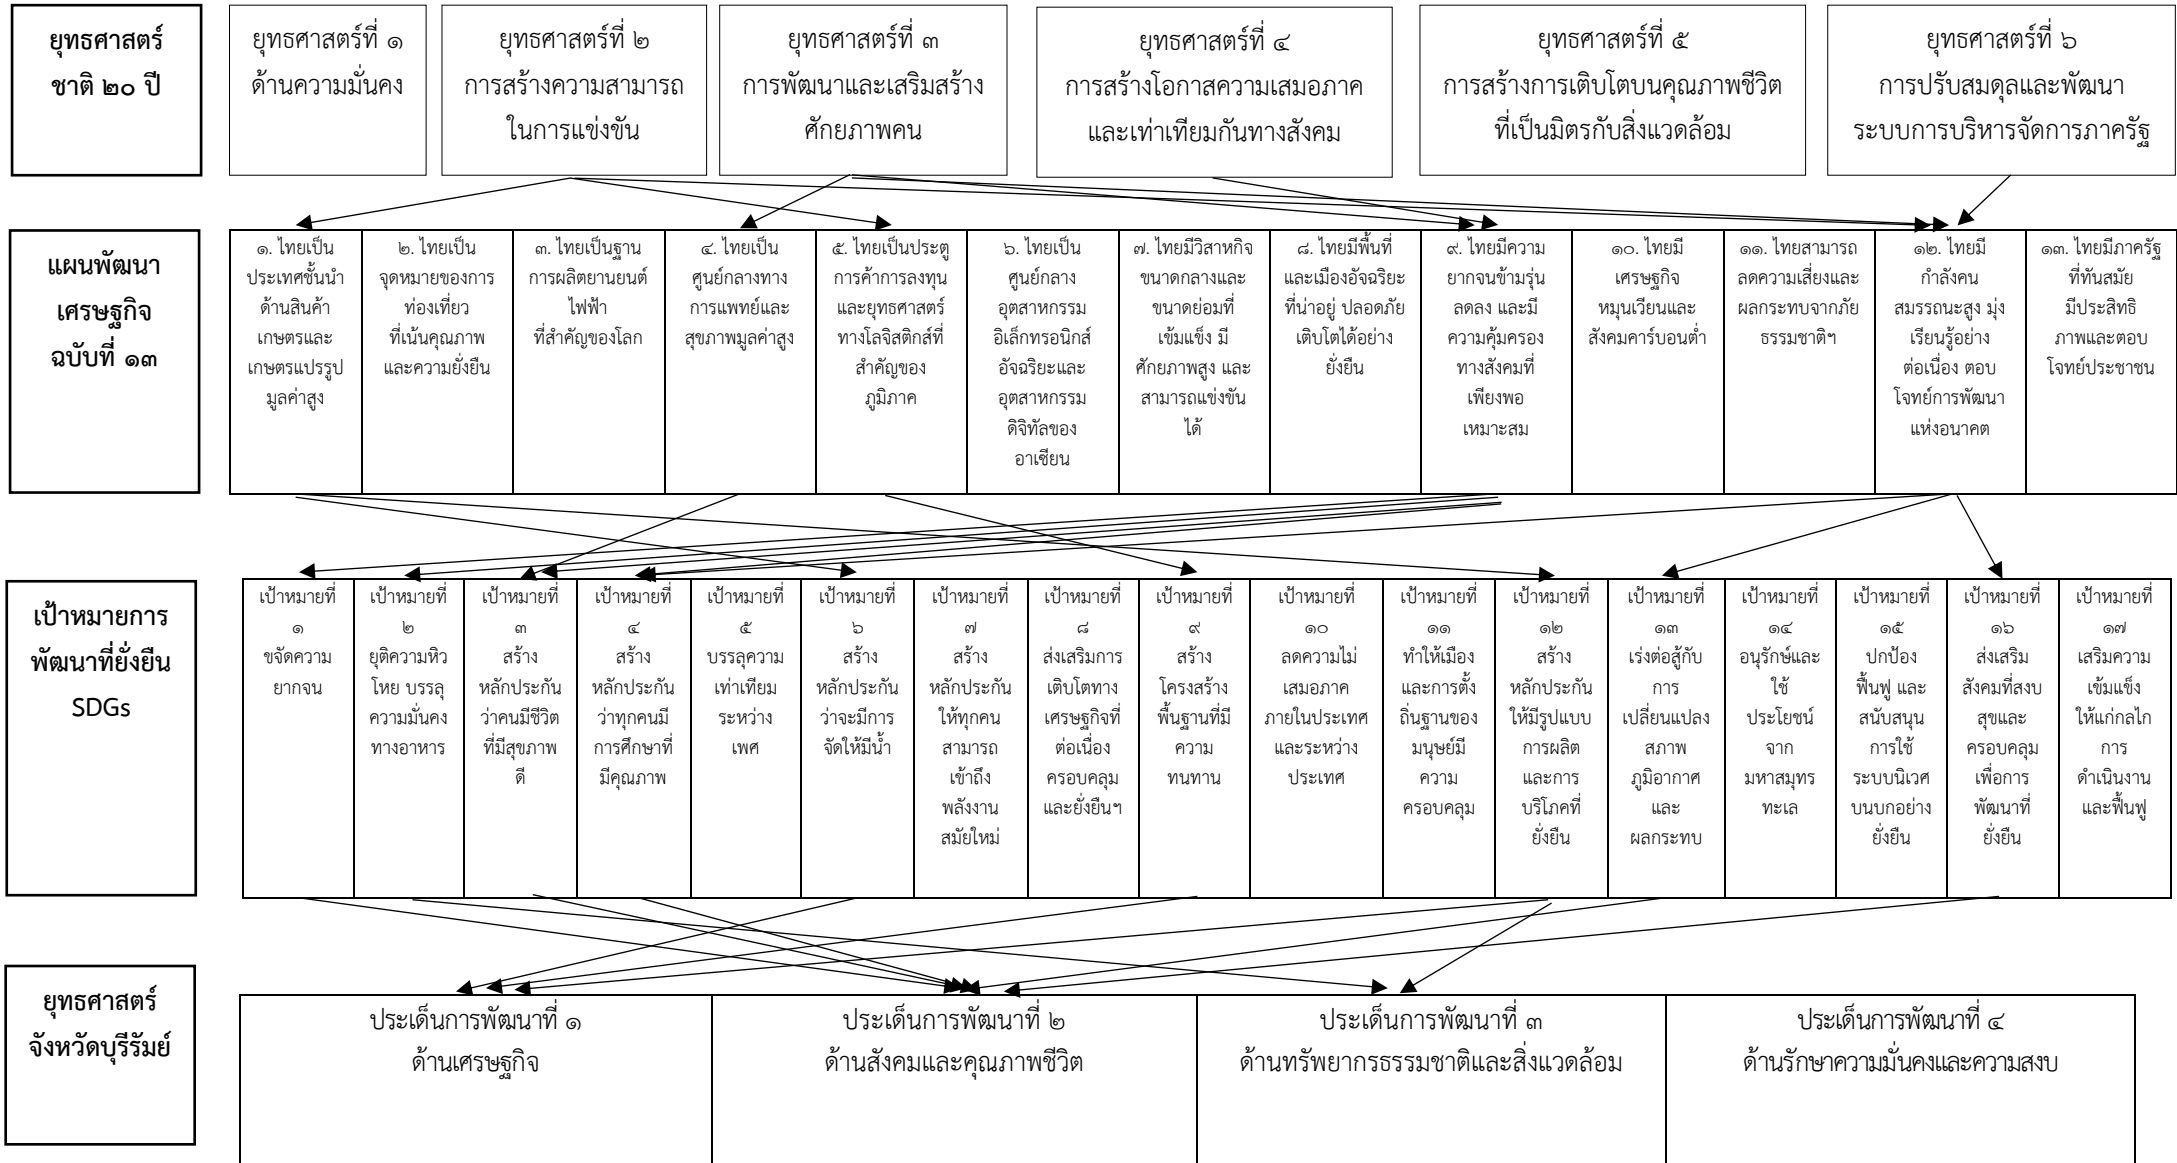 ยุทธศาสตร์
ชาติ ๒๐ ปี
ยุทธศาสตร์ที่ ๑
ด้านความมั่นคง
ยุทธศาสตร์ที่ ๒
การสร้างความสามารถ
ในการแข่งขัน
ยุทธศาสตร์ที่ ๓
การพัฒนาและเสริมสร้าง
ศักยภาพคน
ยุทธศาสตร์ที่ ๔
การสร้างโอกาสความเสมอภาค
และเท่าเทียมกันทางสังคม
ยุทธศาสตร์ที่ ๕
การสร้างการเติบโตบนคุณภาพชีวิต
ที่เป็นมิตรกับสิ่งแวดล้อม
ยุทธศาสตร์ที่ ๖
การปรับสมดุลและพัฒนา
ระบบการบริหารจัดการภาครัฐ
แผนพัฒนา
เศรษฐกิจ
ฉบับที่ ๑๓
๑. ไทยเป็น
ประเทศชั้นนำ
ด้านสินค้า
เกษตรและ
เกษตรแปรรูป
มูลค่าสูง
๒. ไทยเป็น
จุดหมายของการ
ท่องเที่ยว
ที่เน้นคุณภาพ
และความยั่งยืน
๓. ไทยเป็นฐาน
การผลิตยานยนต์
ไฟฟ้า
ที่สำคัญของโลก
๔. ไทยเป็น
ศูนย์กลางทาง
การแพทย์และ
สุขภาพมูลค่าสูง
๕. ไทยเป็นประตู
การค้าการลงทุน
และยุทธศาสตร์
ทางโลจิสติกส์ที่
สำคัญของ
ภูมิภาค
๖. ไทยเป็น
ศูนย์กลาง
อุตสาหกรรม
อิเล็กทรอนิกส์
อัจฉริยะและ
อุตสาหกรรม
ดิจิทัลของ
อาเซียน
๗. ไทยมีวิสาหกิจ
ขนาดกลางและ
ขนาดย่อมที่
เข้มแข็ง มี
ศักยภาพสูง และ
สามารถแข่งขัน
ได้
๘. ไทยมีพื้นที่
และเมืองอัจฉริยะ
ที่น่าอยู่ ปลอดภัย
เติบโตได้อย่าง
ยั่งยืน
๙. ไทยมีความ
ยากจนข้ามรุ่น
ลดลง และมี
ความคุ้มครอง
ทางสังคมที่
เพียงพอ
เหมาะสม
๑๐. ไทยมี
เศรษฐกิจ
หมุนเวียนและ
สังคมคาร์บอนต่ำ
๑๑. ไทยสามารถ
ลดความเสี่ยงและ
ผลกระทบจากภัย
ธรรมชาติฯ
๑๒. ไทยมี
กำลังคน
สมรรถนะสูง มุ่ง
เรียนรู้อย่าง
ต่อเนื่อง ตอบ
โจทย์การพัฒนา
แห่งอนาคต
๑๓. ไทยมีภาครัฐ
ที่ทันสมัย
มีประสิทธิ
ภาพและตอบ
โจทย์ประชาชน
เป้าหมายการ
พัฒนาที่ยั่งยืน
SDGs
เป้าหมายที่
๑
ขจัดความ
ยากจน
เป้าหมายที่
๒
ยุติความหิว
โหย บรรลุ
ความมั่นคง
ทางอาหาร
เป้าหมายที่
๓
สร้าง
หลักประกัน
ว่าคนมีชีวิต
ที่มีสุขภาพ
ดี
เป้าหมายที่
๔
สร้าง
หลักประกัน
ว่าทุกคนมี
การศึกษาที่
มีคุณภาพ
เป้าหมายที่
๕
บรรลุความ
เท่าเทียม
ระหว่าง
เพศ
เป้าหมายที่
๖
สร้าง
หลักประกัน
ว่าจะมีการ
จัดให้มีน้ำ
เป้าหมายที่
๗
สร้าง
หลักประกัน
ให้ทุกคน
สามารถ
เข้าถึง
พลังงาน
สมัยใหม่
เป้าหมายที่
๘
ส่งเสริมการ
เติบโตทาง
เศรษฐกิจที่
ต่อเนื่อง
ครอบคลุม
และยั่งยืนฯ
เป้าหมายที่
๙
สร้าง
โครงสร้าง
พื้นฐานที่มี
ความ
ทนทาน
เป้าหมายที่
๑๐
ลดความไม่
เสมอภาค
ภายในประเทศ
และระหว่าง
ประเทศ
เป้าหมายที่
๑๑
ทำให้เมือง
และการตั้ง
ถิ่นฐานของ
มนุษย์มี
ความ
ครอบคลุม
เป้าหมายที่
๑๒
สร้าง
หลักประกัน
ให้มีรูปแบบ
การผลิต
และการ
บริโภคที่
ยั่งยืน
เป้าหมายที่
๑๓
เร่งต่อสู้กับ
การ
เปลี่ยนแปลง
สภาพ
ภูมิอากาศ
และ
ผลกระทบ
เป้าหมายที่
๑๔
อนุรักษ์และ
ใช้
ประโยชน์
จาก
มหาสมุทร
ทะเล
เป้าหมายที่
๑๕
ปกป้อง
ฟื้นฟู และ
สนับสนุน
การใช้
ระบบนิเวศ
บนบกอย่าง
ยั่งยืน
เป้าหมายที่
๑๖
ส่งเสริม
สังคมที่สงบ
สุขและ
ครอบคลุม
เพื่อการ
พัฒนาที่
ยั่งยืน
เป้าหมายที่
๑๗
เสริมความ
เข้มแข็ง
ให้แก่กลไก
การ
ดำเนินงาน
และฟื้นฟู
ยุทธศาสตร์
จังหวัดบุรีรัมย์
ประเด็นการพัฒนาที่ ๑
ด้านเศรษฐกิจ
ประเด็นการพัฒนาที่ ๒
ด้านสังคมและคุณภาพชีวิต
ประเด็นการพัฒนาที่ ๓
ด้านทรัพยากรธรรมชาติและสิ่งแวดล้อม
ประเด็นการพัฒนาที่ ๔
ด้านรักษาความมั่นคงและความสงบ